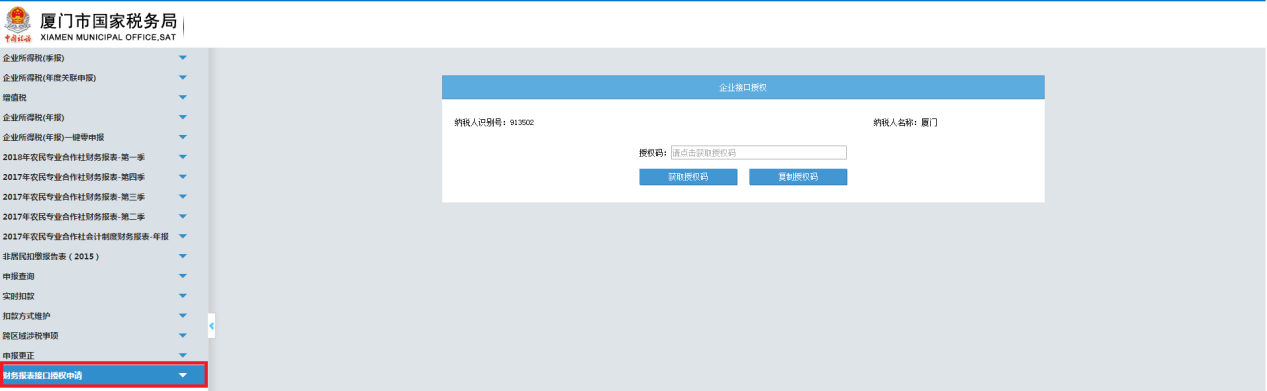 厦门市国家税务局
中国税务 XIAMEN MUNICIPAL OFFICE,SAT
企业所得税(季报)
企业所得税(年度关联申报)
增值税
企业所得税(年报)
企业所得税(年报)一键零申报
2018年农民专业合作社财务报表-第一季
2017年农民专业合作社财务报表-第四季
2017年农民专业合作社财务报表-第三季
2017年农民专业合作社财务报表-第二季
2017年农民专业合作社会计制度财务报表-年报
非居民扣缴报告表（2015）
申报查询
实时扣款
扣款方式维护
跨区域涉税事项
申报更正
财务报表接口授权申请
企业接口授权
纳税人识别号：913502 纳税人名称：厦门
授权码：请点击获取授权码
获取授权码 复制授权码